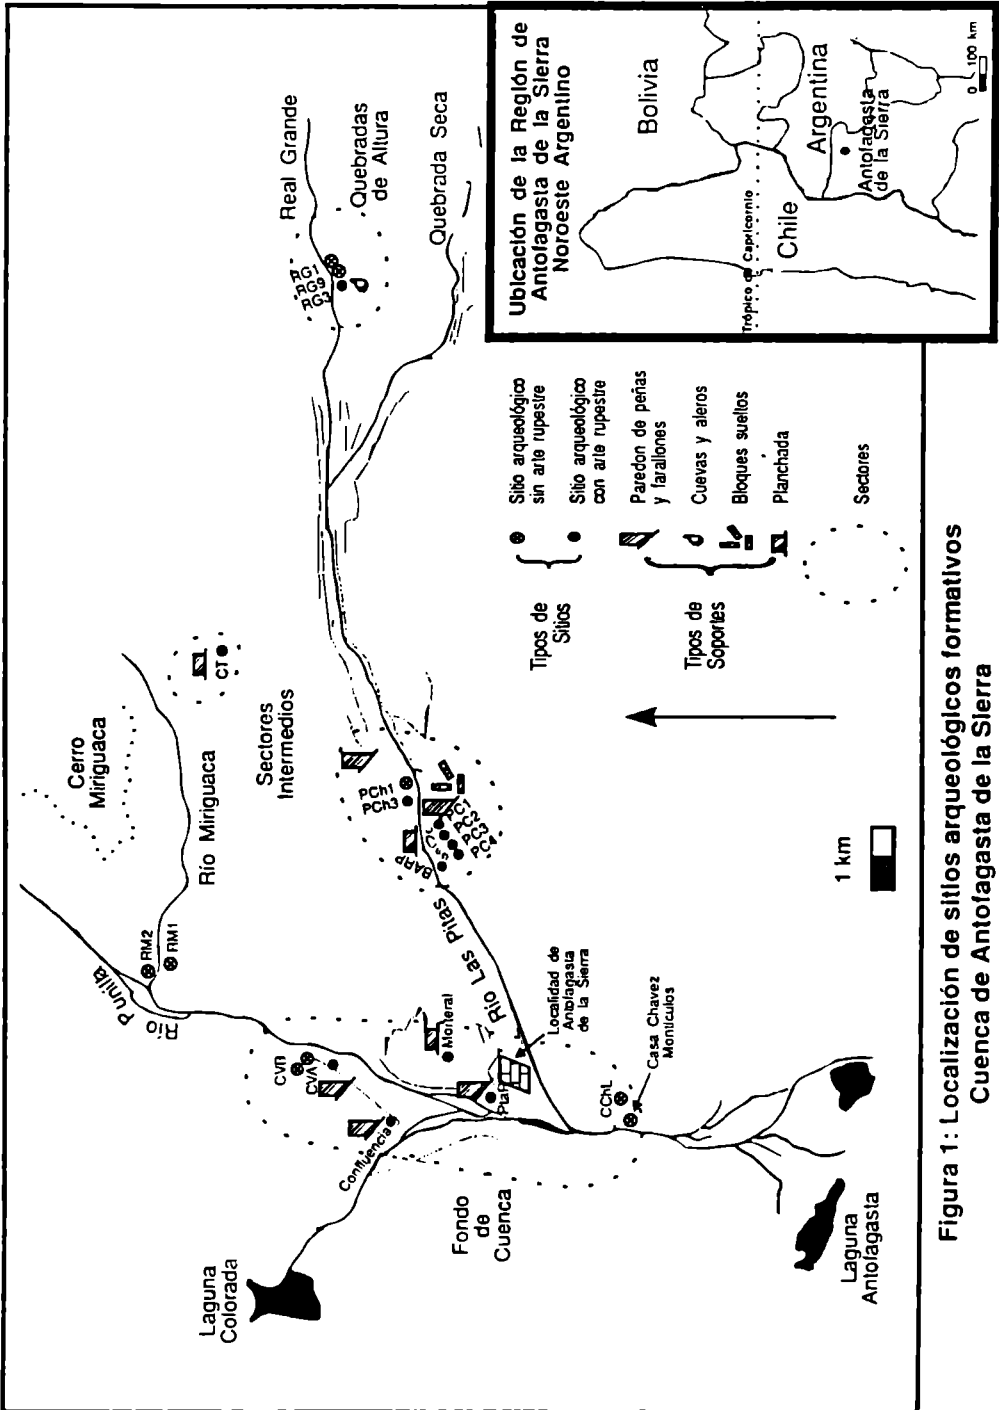 Laguna
Colorada
Río
Punilla
RM2
RM1
Cerro
Miriguaca
Río Miriguaca
CT
Sectores
Intermedios
Real Grande
RG1
RG9
RG3
Quebradas
de Altura
Quebrada Seca
CVB
CVA
Confluencia
Fondo
de
Cuenca
Morteral
Río Las Pitas
Localidad de
Antofagasta
de la Sierra
CChL
Casa Chavez
Montículos
PCh1
PCh3
BARP
PC1
PC2
PC3
PC4
Laguna
Antofagasta
1 km
Tipos de
Sitios
Sitio arqueológico
sin arte rupestre
Sitio arqueológico
con arte rupestre
Tipos de
Soportes
Paredon de peñas
y farallones
Cuevas y aleros
Bloques sueltos
Planchada
Sectores
Ubicación de la Región de
Antofagasta de la Sierra
Noroeste Argentino
Bolivia
Trópico de Capricornio
Chile
Argentina
Antofagasta
de la Sierra
0 100 km
Figura 1: Localización de sitios arqueológicos formativos
Cuenca de Antofagasta de la Sierra